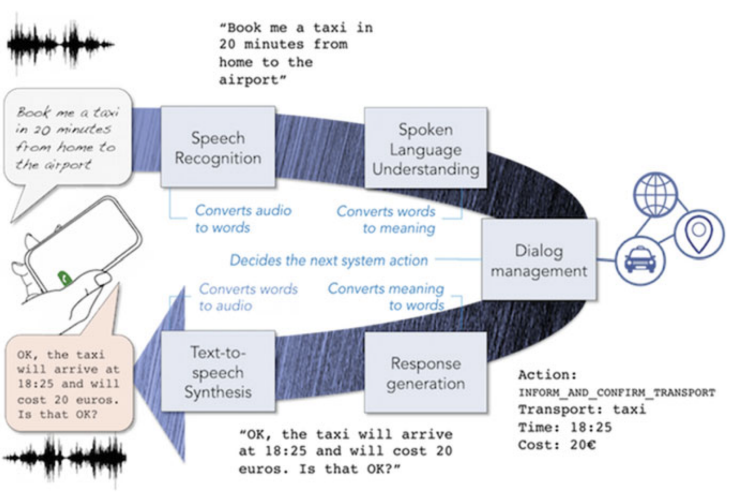 "Book me a taxi in
20 minutes from
home to the
airport"
Book me a taxi
in 20 minutes
from home to
the airport
Speech
Recognition
Spoken
Language
Understanding
Converts audio
to words
Converts words
to meaning
Decides the next system action
Dialog
management
Converts words
to audio
Converts meaning
to words
OK, the taxi
will arrive at
18:25 and will
cost 20 euros.
Is that OK?
Text-to-
speech
Synthesis
Response
generation
Action:
INFORM_AND_CONFIRM_TRANSPORT
Transport: taxi
Time: 18:25
Cost: 20€
"OK, the taxi will arrive
at 18:25 and will cost 20
euros. Is that OK?"